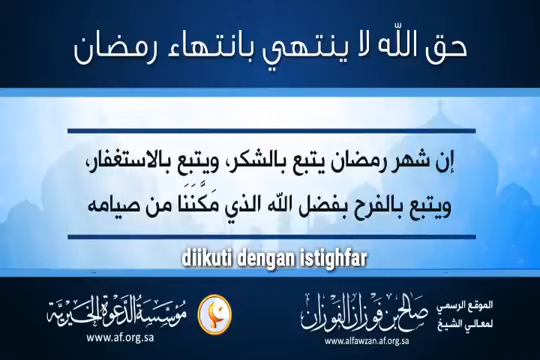 حق الله لا ينتهي بانتهاء رمضان
إن شهر رمضان يتبع بالشكر، ويتبع بالاستغفار،
ويتبع بالفرح بفضل الله الذي مَكَّنَنَا من صيامه
diikuti dengan istighfar
الموقع الرسمي
لمعالي الشيخ
صالح بن فوزان الفوزان
www.alfawzan.af.org.sa
مؤسسة الدعوة الخيرية
www.af.org.sa